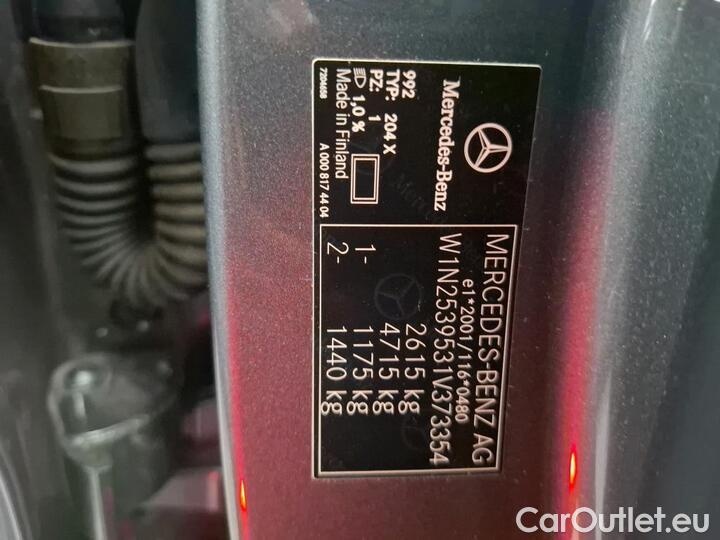 Mercedes-Benz
992
TYP: 204 X
PZ: 1
1,0 %
Made in Finland
7204658
A 000 817 44 04
MERCEDES-BENZ AG
e1*2001/116*0480
W1N2539531V373354
2615 kg
4715 kg
1- 1175 kg
2- 1440 kg
CarOutlet.eu